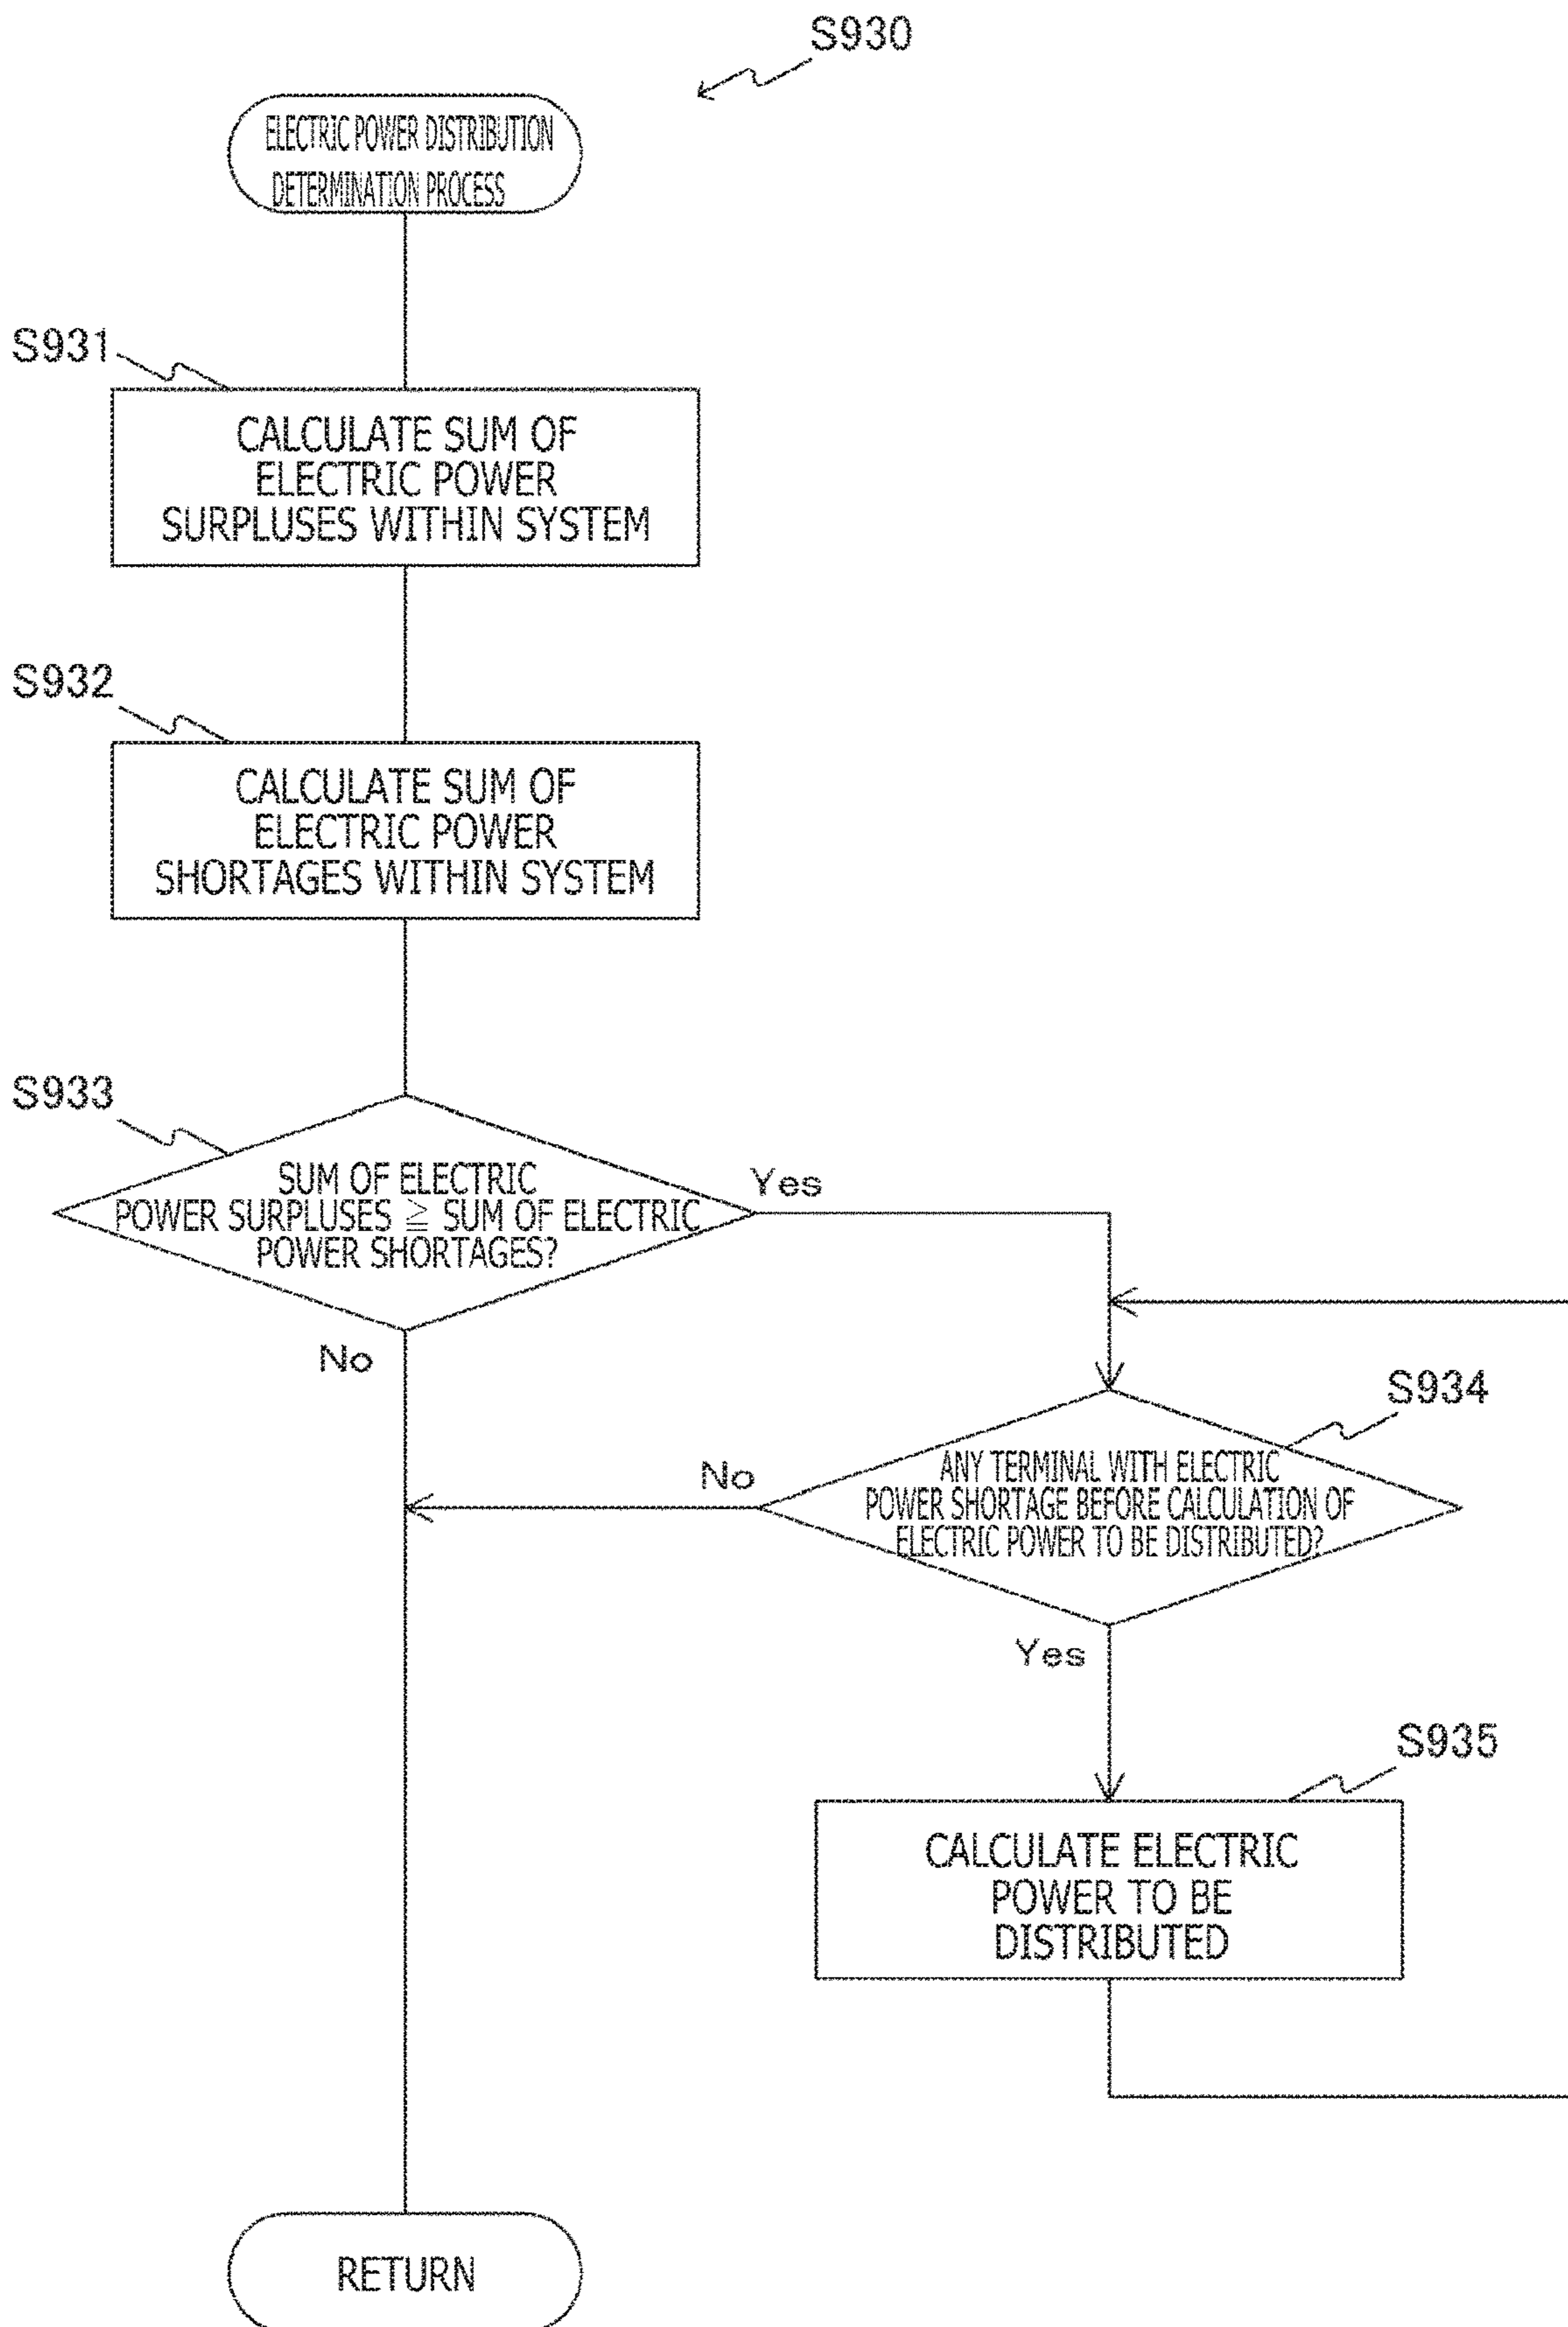 S930
ELECTRIC POWER DISTRIBUTION
DETERMINATION PROCESS
S931
CALCULATE SUM OF
ELECTRIC POWER
SURPLUSES WITHIN SYSTEM
S932
CALCULATE SUM OF
ELECTRIC POWER
SHORTAGES WITHIN SYSTEM
S933
SUM OF ELECTRIC
POWER SURPLUSES ≧ SUM OF ELECTRIC
POWER SHORTAGES?
Yes
No
S934
ANY TERMINAL WITH ELECTRIC
POWER SHORTAGE BEFORE CALCULATION OF
ELECTRIC POWER TO BE DISTRIBUTED?
No
Yes
S935
CALCULATE ELECTRIC
POWER TO BE
DISTRIBUTED
RETURN